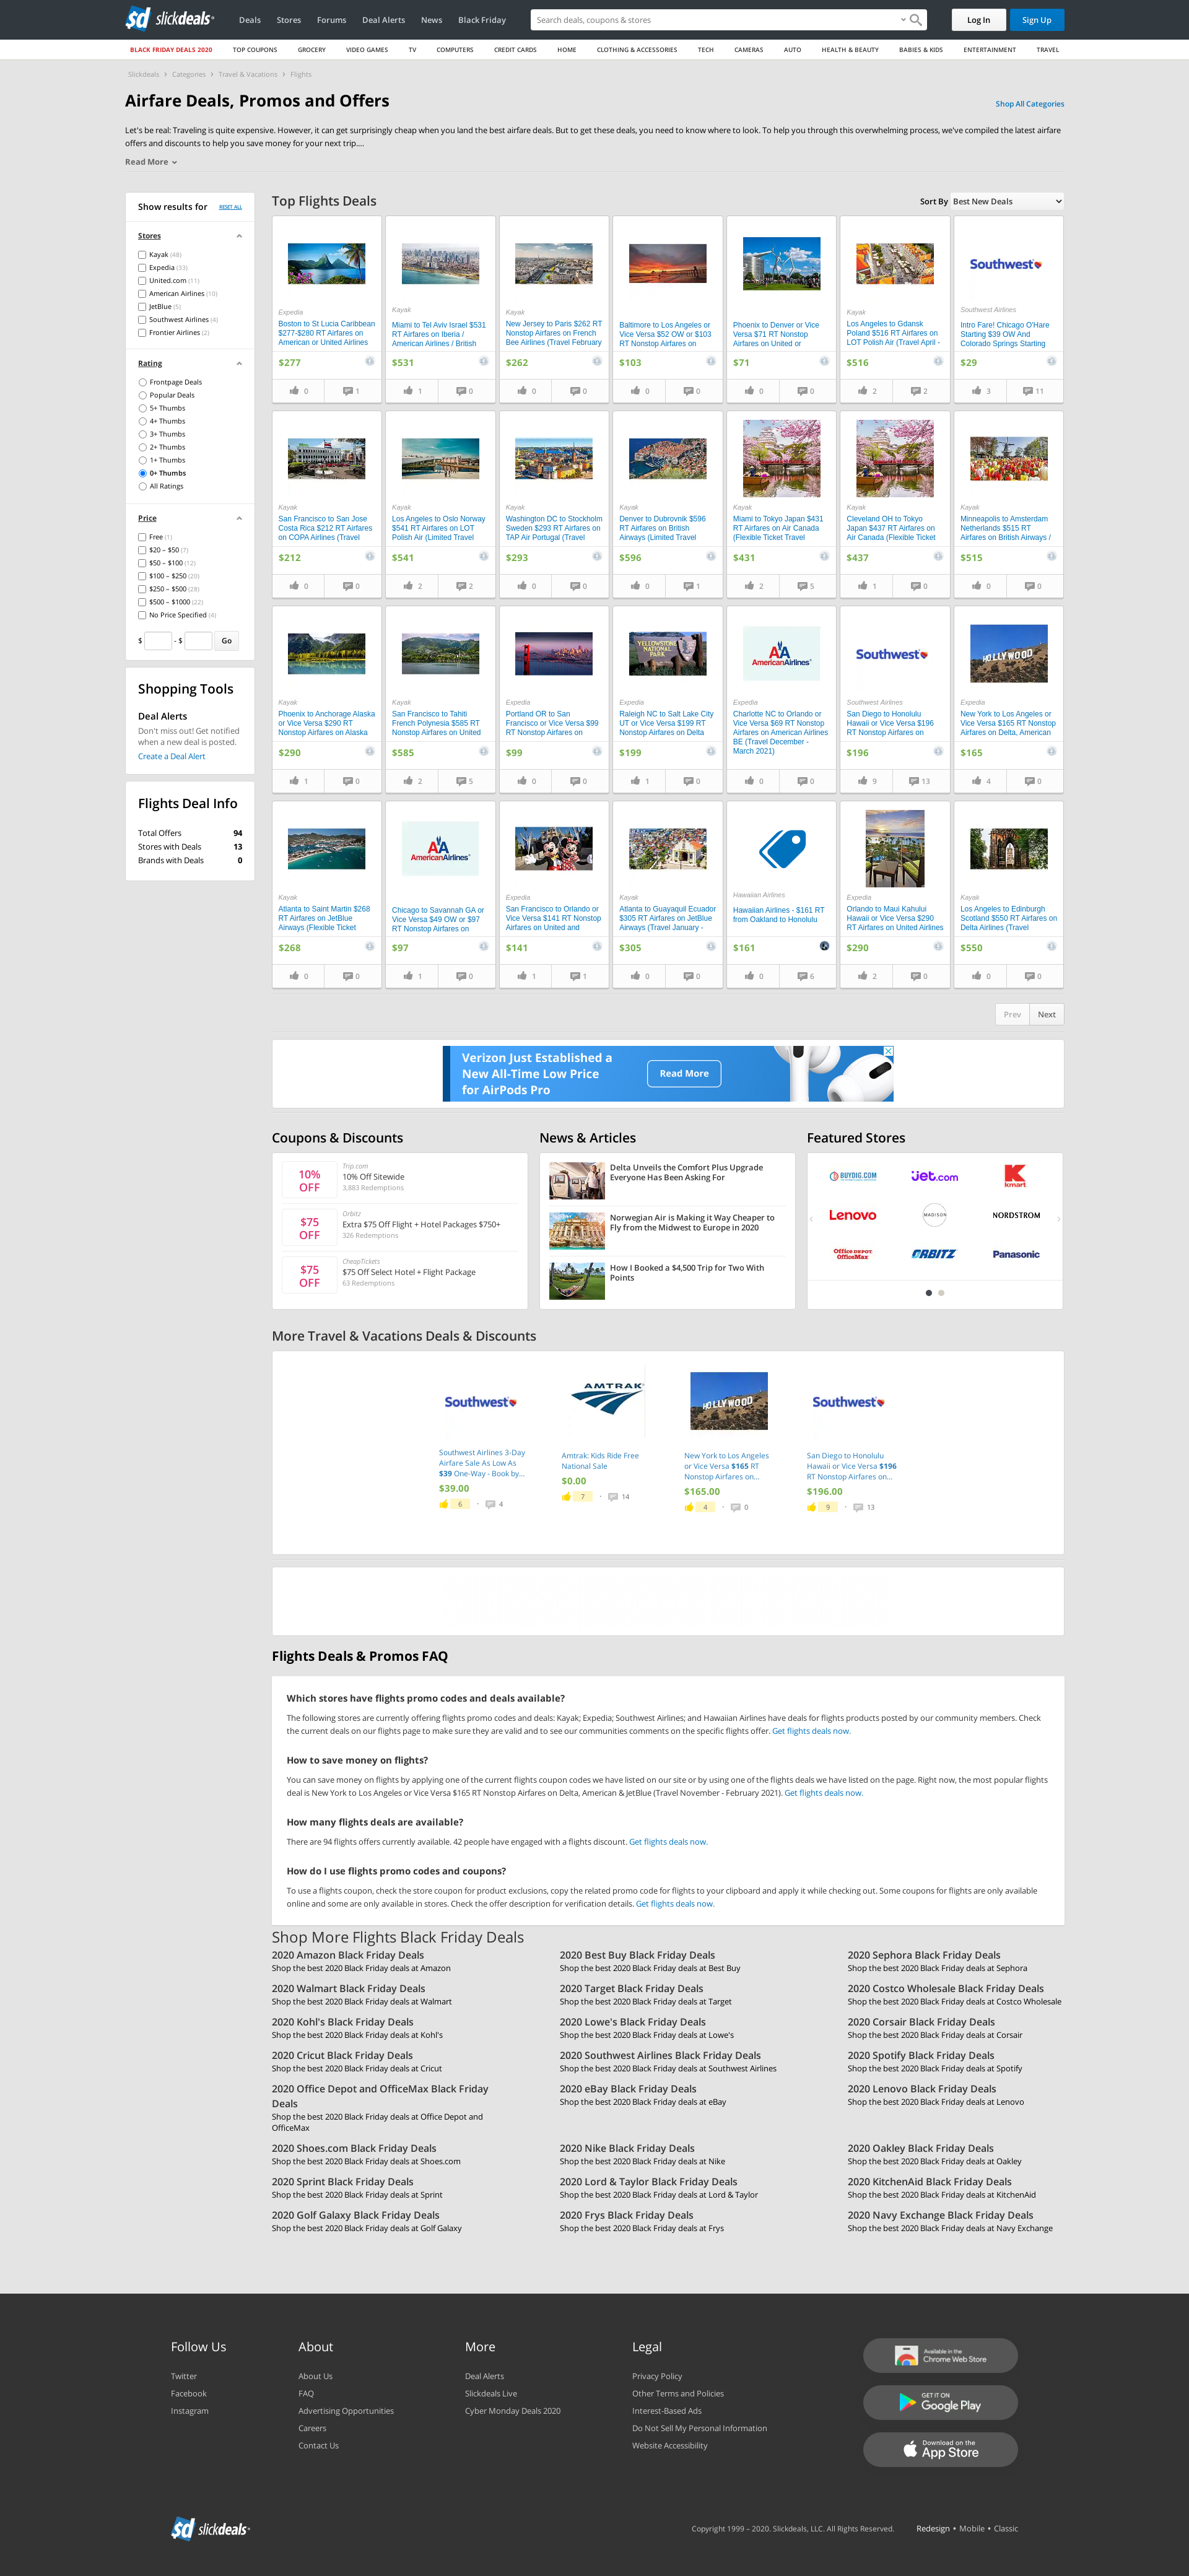 slickdeals
Deals Stores Forums Deal Alerts News Black Friday
Search deals, coupons & stores
Log In Sign Up
BLACK FRIDAY DEALS 2020 TOP COUPONS GROCERY VIDEO GAMES TV COMPUTERS CREDIT CARDS HOME CLOTHING & ACCESSORIES TECH CAMERAS AUTO HEALTH & BEAUTY BABIES & KIDS ENTERTAINMENT TRAVEL
Slickdeals › Categories › Travel & Vacations › Flights
Airfare Deals, Promos and Offers
Shop All Categories
Let's be real: Traveling is quite expensive. However, it can get surprisingly cheap when you land the best airfare deals. But to get these deals, you need to know where to look. To help you through this overwhelming process, we've compiled the latest airfare
offers and discounts to help you save money for your next trip....
Read More
Show results for RESET ALL
Stores
Kayak (48)
Expedia (33)
United.com (11)
American Airlines (10)
JetBlue (5)
Southwest Airlines (4)
Frontier Airlines (2)
Rating
Frontpage Deals
Popular Deals
5+ Thumbs
4+ Thumbs
3+ Thumbs
2+ Thumbs
1+ Thumbs
0+ Thumbs
All Ratings
Price
Free (1)
$20 – $50 (7)
$50 – $100 (12)
$100 – $250 (20)
$250 – $500 (28)
$500 – $1000 (22)
No Price Specified (4)
$ - $ Go
Shopping Tools
Deal Alerts
Don't miss out! Get notified
when a new deal is posted.
Create a Deal Alert
Flights Deal Info
Total Offers 94
Stores with Deals 13
Brands with Deals 0
Top Flights Deals
Sort By Best New Deals
Expedia
Boston to St Lucia Caribbean
$277-$280 RT Airfares on
American or United Airlines
$277
0 1
Kayak
Miami to Tel Aviv Israel $531
RT Airfares on Iberia /
American Airlines / British
$531
1 0
Kayak
New Jersey to Paris $262 RT
Nonstop Airfares on French
Bee Airlines (Travel February
$262
0 0
Baltimore to Los Angeles or
Vice Versa $52 OW or $103
RT Nonstop Airfares on
$103
0 0
Phoenix to Denver or Vice
Versa $71 RT Nonstop
Airfares on United or
$71
0 0
Kayak
Los Angeles to Gdansk
Poland $516 RT Airfares on
LOT Polish Air (Travel April -
$516
2 2
Southwest
Southwest Airlines
Intro Fare! Chicago O'Hare
Starting $39 OW And
Colorado Springs Starting
$29
3 11
Kayak
San Francisco to San Jose
Costa Rica $212 RT Airfares
on COPA Airlines (Travel
$212
0 0
Kayak
Los Angeles to Oslo Norway
$541 RT Airfares on LOT
Polish Air (Limited Travel
$541
2 2
Kayak
Washington DC to Stockholm
Sweden $293 RT Airfares on
TAP Air Portugal (Travel
$293
0 0
Kayak
Denver to Dubrovnik $596
RT Airfares on British
Airways (Limited Travel
$596
0 1
Kayak
Miami to Tokyo Japan $431
RT Airfares on Air Canada
(Flexible Ticket Travel
$431
2 5
Kayak
Cleveland OH to Tokyo
Japan $437 RT Airfares on
Air Canada (Flexible Ticket
$437
1 0
Kayak
Minneapolis to Amsterdam
Netherlands $515 RT
Airfares on British Airways /
$515
0 0
Kayak
Phoenix to Anchorage Alaska
or Vice Versa $290 RT
Nonstop Airfares on Alaska
$290
1 0
Kayak
San Francisco to Tahiti
French Polynesia $585 RT
Nonstop Airfares on United
$585
2 5
Expedia
Portland OR to San
Francisco or Vice Versa $99
RT Nonstop Airfares on
$99
0 0
YELLOWSTONE
NATIONAL
PARK
Expedia
Raleigh NC to Salt Lake City
UT or Vice Versa $199 RT
Nonstop Airfares on Delta
$199
1 0
AmericanAirlines
Expedia
Charlotte NC to Orlando or
Vice Versa $69 RT Nonstop
Airfares on American Airlines
BE (Travel December -
March 2021)
0 0
Southwest
Southwest Airlines
San Diego to Honolulu
Hawaii or Vice Versa $196
RT Nonstop Airfares on
$196
9 13
HOLLYWOOD
Expedia
New York to Los Angeles or
Vice Versa $165 RT Nonstop
Airfares on Delta, American
$165
4 0
Kayak
Atlanta to Saint Martin $268
RT Airfares on JetBlue
Airways (Flexible Ticket
$268
0 0
AmericanAirlines
Chicago to Savannah GA or
Vice Versa $49 OW or $97
RT Nonstop Airfares on
$97
1 0
Expedia
San Francisco to Orlando or
Vice Versa $141 RT Nonstop
Airfares on United and
$141
1 1
Kayak
Atlanta to Guayaquil Ecuador
$305 RT Airfares on JetBlue
Airways (Travel January -
$305
0 0
Hawaiian Airlines
Hawaiian Airlines - $161 RT
from Oakland to Honolulu
$161
0 6
Expedia
Orlando to Maui Kahului
Hawaii or Vice Versa $290
RT Airfares on United Airlines
$290
2 0
Kayak
Los Angeles to Edinburgh
Scotland $550 RT Airfares on
Delta Airlines (Travel
$550
0 0
Prev Next
Verizon Just Established a
New All-Time Low Price
for AirPods Pro
Read More
Coupons & Discounts
10%
OFF
Trip.com
10% Off Sitewide
3,883 Redemptions
$75
OFF
Orbitz
Extra $75 Off Flight + Hotel Packages $750+
326 Redemptions
$75
OFF
CheapTickets
$75 Off Select Hotel + Flight Package
63 Redemptions
News & Articles
Delta Unveils the Comfort Plus Upgrade
Everyone Has Been Asking For
Norwegian Air is Making it Way Cheaper to
Fly from the Midwest to Europe in 2020
How I Booked a $4,500 Trip for Two With
Points
Featured Stores
BUYDIG.COM jet.com kmart
Lenovo MADISON NORDSTROM
Office DEPOT OfficeMax ORBITZ Panasonic
More Travel & Vacations Deals & Discounts
Southwest
Southwest Airlines 3-Day
Airfare Sale As Low As
$39 One-Way - Book by...
$39.00
6 4
AMTRAK
Amtrak: Kids Ride Free
National Sale
$0.00
7 14
HOLLYWOOD
New York to Los Angeles
or Vice Versa $165 RT
Nonstop Airfares on...
$165.00
4 0
Southwest
San Diego to Honolulu
Hawaii or Vice Versa $196
RT Nonstop Airfares on...
$196.00
9 13
Flights Deals & Promos FAQ
Which stores have flights promo codes and deals available?
The following stores are currently offering flights promo codes and deals: Kayak; Expedia; Southwest Airlines; and Hawaiian Airlines have deals for flights products posted by our community members. Check
the current deals on our flights page to make sure they are valid and to see our communities comments on the specific flights offer. Get flights deals now.
How to save money on flights?
You can save money on flights by applying one of the current flights coupon codes we have listed on our site or by using one of the flights deals we have listed on the page. Right now, the most popular flights
deal is New York to Los Angeles or Vice Versa $165 RT Nonstop Airfares on Delta, American & JetBlue (Travel November - February 2021). Get flights deals now.
How many flights deals are available?
There are 94 flights offers currently available. 42 people have engaged with a flights discount. Get flights deals now.
How do I use flights promo codes and coupons?
To use a flights coupon, check the store coupon for product exclusions, copy the related promo code for flights to your clipboard and apply it while checking out. Some coupons for flights are only available
online and some are only available in stores. Check the offer description for verification details. Get flights deals now.
Shop More Flights Black Friday Deals
2020 Amazon Black Friday Deals
Shop the best 2020 Black Friday deals at Amazon
2020 Best Buy Black Friday Deals
Shop the best 2020 Black Friday deals at Best Buy
2020 Sephora Black Friday Deals
Shop the best 2020 Black Friday deals at Sephora
2020 Walmart Black Friday Deals
Shop the best 2020 Black Friday deals at Walmart
2020 Target Black Friday Deals
Shop the best 2020 Black Friday deals at Target
2020 Costco Wholesale Black Friday Deals
Shop the best 2020 Black Friday deals at Costco Wholesale
2020 Kohl's Black Friday Deals
Shop the best 2020 Black Friday deals at Kohl's
2020 Lowe's Black Friday Deals
Shop the best 2020 Black Friday deals at Lowe's
2020 Corsair Black Friday Deals
Shop the best 2020 Black Friday deals at Corsair
2020 Cricut Black Friday Deals
Shop the best 2020 Black Friday deals at Cricut
2020 Southwest Airlines Black Friday Deals
Shop the best 2020 Black Friday deals at Southwest Airlines
2020 Spotify Black Friday Deals
Shop the best 2020 Black Friday deals at Spotify
2020 Office Depot and OfficeMax Black Friday
Deals
Shop the best 2020 Black Friday deals at Office Depot and
OfficeMax
2020 eBay Black Friday Deals
Shop the best 2020 Black Friday deals at eBay
2020 Lenovo Black Friday Deals
Shop the best 2020 Black Friday deals at Lenovo
2020 Shoes.com Black Friday Deals
Shop the best 2020 Black Friday deals at Shoes.com
2020 Nike Black Friday Deals
Shop the best 2020 Black Friday deals at Nike
2020 Oakley Black Friday Deals
Shop the best 2020 Black Friday deals at Oakley
2020 Sprint Black Friday Deals
Shop the best 2020 Black Friday deals at Sprint
2020 Lord & Taylor Black Friday Deals
Shop the best 2020 Black Friday deals at Lord & Taylor
2020 KitchenAid Black Friday Deals
Shop the best 2020 Black Friday deals at KitchenAid
2020 Golf Galaxy Black Friday Deals
Shop the best 2020 Black Friday deals at Golf Galaxy
2020 Frys Black Friday Deals
Shop the best 2020 Black Friday deals at Frys
2020 Navy Exchange Black Friday Deals
Shop the best 2020 Black Friday deals at Navy Exchange
Follow Us
Twitter
Facebook
Instagram
About
About Us
FAQ
Advertising Opportunities
Careers
Contact Us
More
Deal Alerts
Slickdeals Live
Cyber Monday Deals 2020
Legal
Privacy Policy
Other Terms and Policies
Interest-Based Ads
Do Not Sell My Personal Information
Website Accessibility
Available in the
Chrome Web Store
GET IT ON
Google Play
Download on the
App Store
slickdeals
Copyright 1999 – 2020. Slickdeals, LLC. All Rights Reserved. Redesign • Mobile • Classic